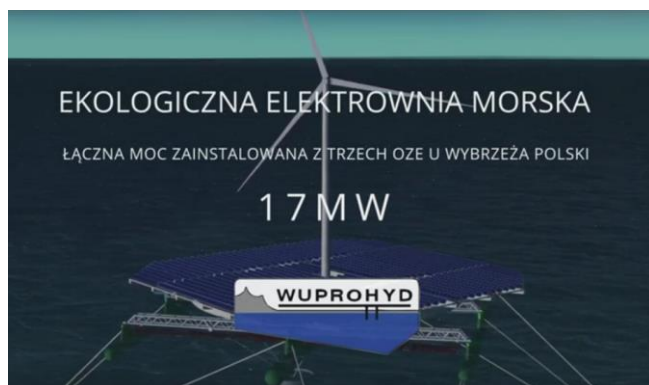 EKOLOGICZNA ELEKTROWNIA MORSKA
ŁĄCZNA MOC ZAINSTALOWANA Z TRZECH OZE U WYBRZEŻA POLSKI
17MW
WUPROHYD